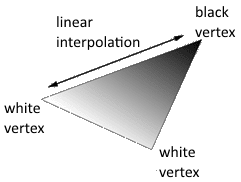 linear
interpolation
black
vertex
white
vertex
white
vertex